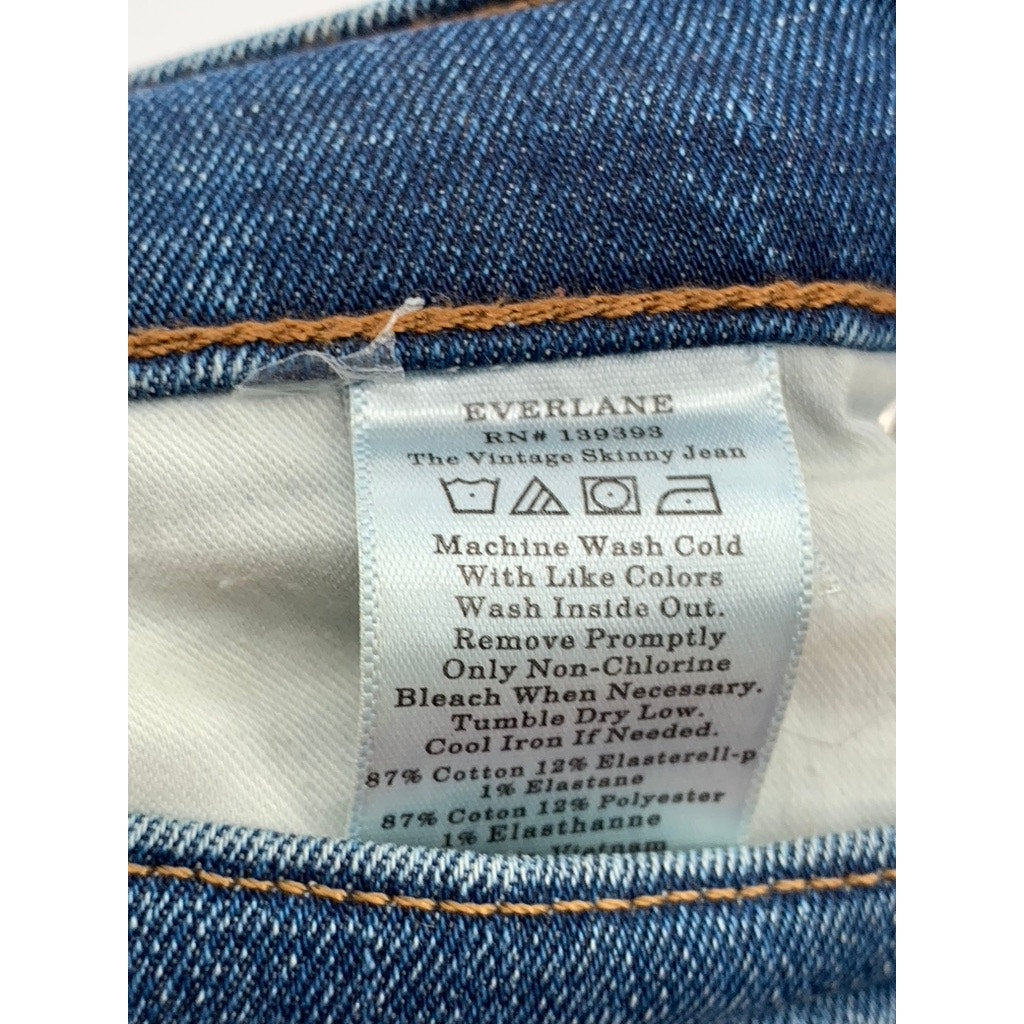 EVERLANE
RN# 139393
The Vintage Skinny Jean
Machine Wash Cold
With Like Colors
Wash Inside Out.
Remove Promptly
Only Non-Chlorine
Bleach When Necessary.
Tumble Dry Low.
Cool Iron If Needed.
87% Cotton 12% Elasterell-p
1% Elastane
87% Coton 12% Polyester
1% Elasthanne
Vietnam